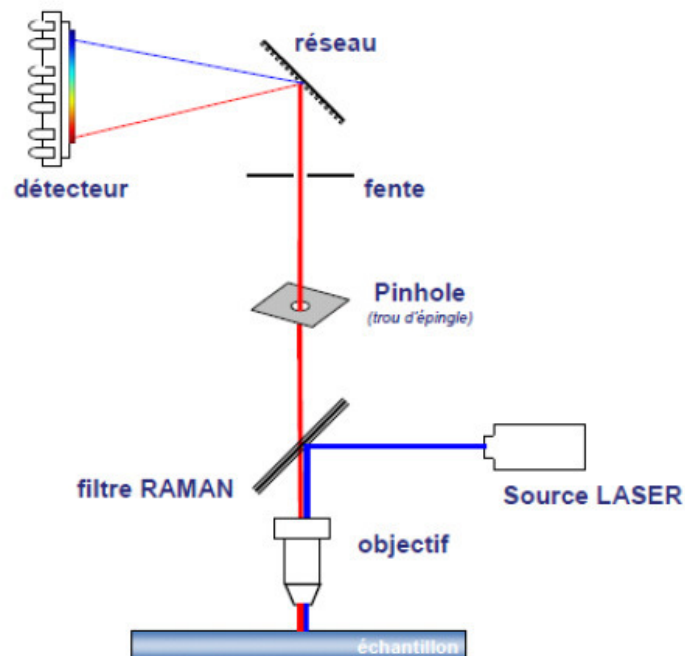 réseau
détecteur
fente
Pinhole
(trou d'épingle)
filtre RAMAN
Source LASER
objectif
échantillon